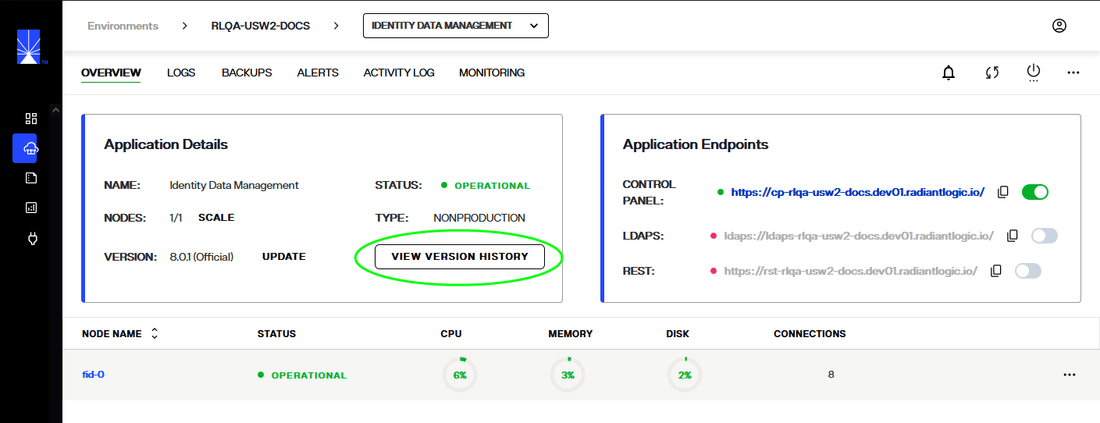 Environments > RLQA-USW2-DOCS > IDENTITY DATA MANAGEMENT
TM
OVERVIEW LOGS BACKUPS ALERTS ACTIVITY LOG MONITORING
Application Details
NAME: Identity Data Management STATUS: OPERATIONAL
NODES: 1/1 SCALE TYPE: NONPRODUCTION
VERSION: 8.0.1 (Official) UPDATE VIEW VERSION HISTORY
Application Endpoints
CONTROL
PANEL: https://cp-rlqa-usw2-docs.dev01.radiantlogic.io/
LDAPS: ldaps://ldaps-rlqa-usw2-docs.dev01.radiantlogic.io/
REST: https://rst-rlqa-usw2-docs.dev01.radiantlogic.io/
NODE NAME STATUS CPU MEMORY DISK CONNECTIONS
fid-0 OPERATIONAL 6% 3% 2% 8